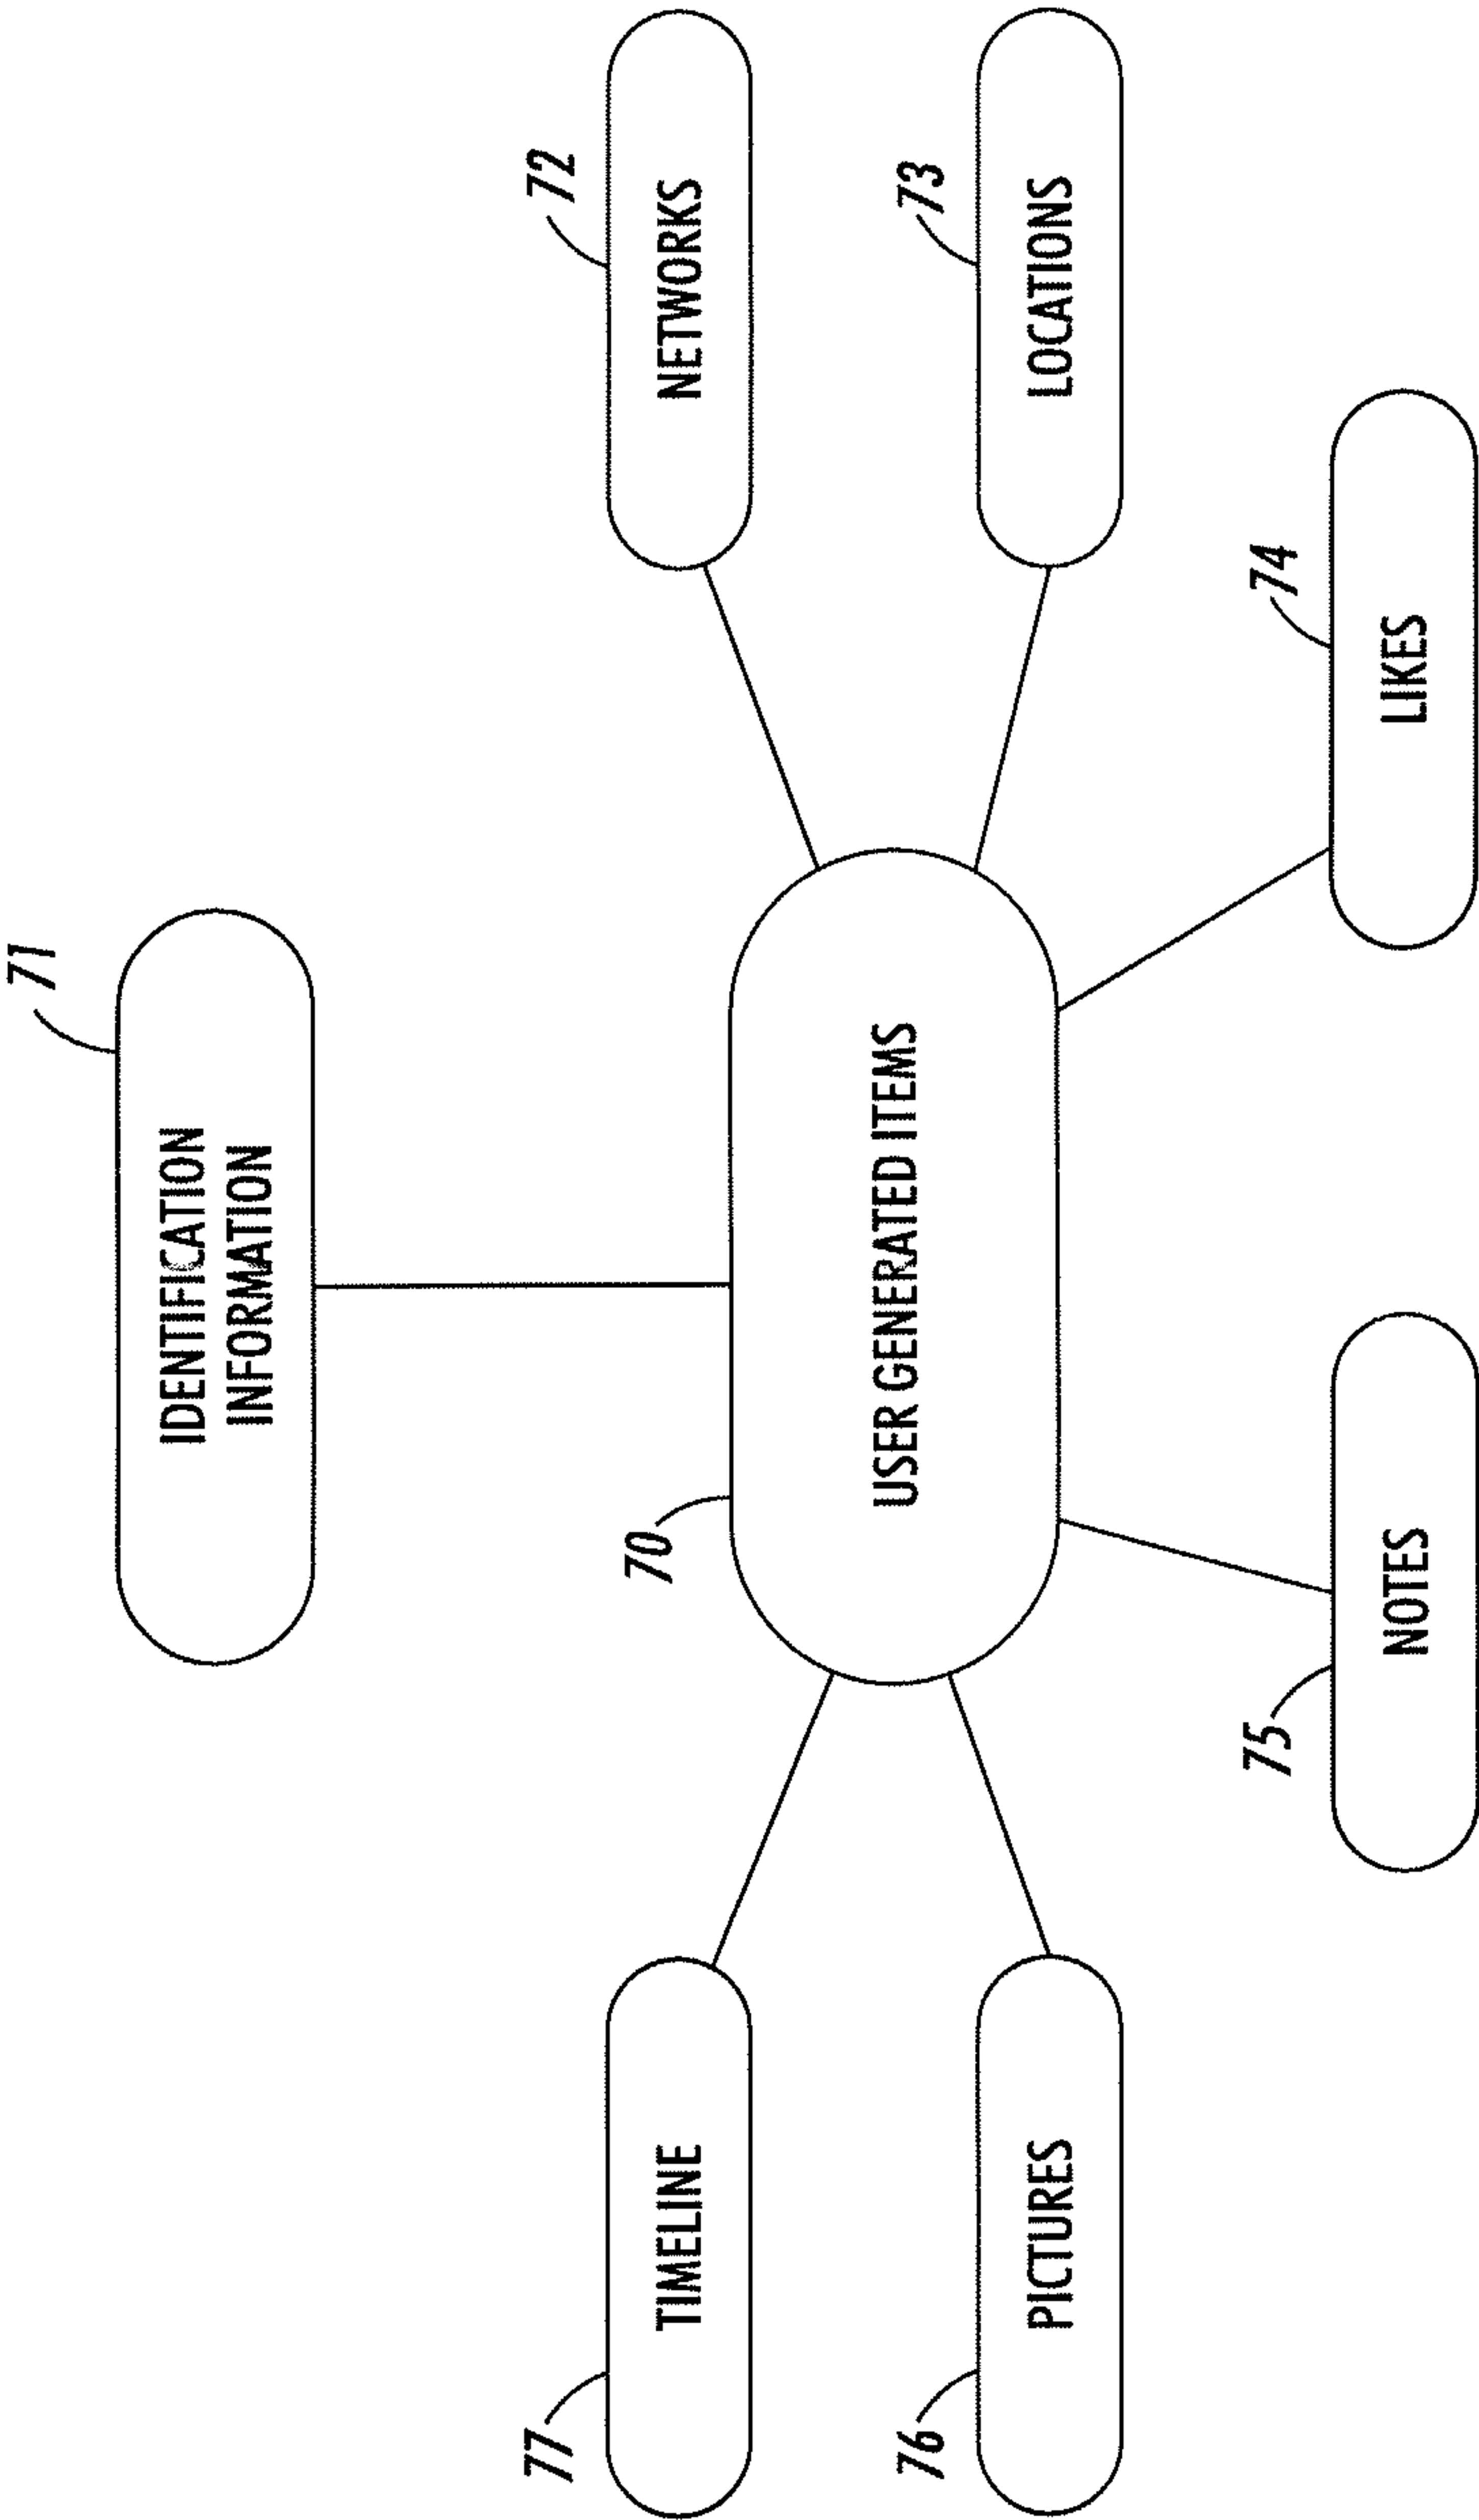 71
IDENTIFICATION
INFORMATION
77
TIMELINE
70
USER GENERATED ITEMS
72
NETWORKS
76
PICTURES
73
LOCATIONS
75
NOTES
74
LIKES